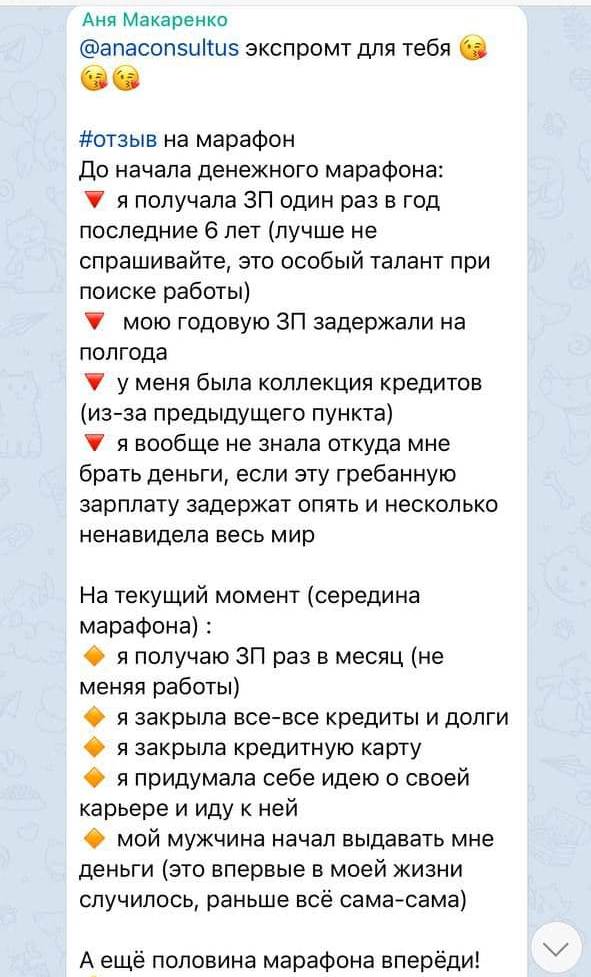 Аня Макаренко
@anaconsultus экспромт для тебя 😘
😘😘
#отзыв на марафон
До начала денежного марафона:
🔻 я получала ЗП один раз в год
последние 6 лет (лучше не
спрашивайте, это особый талант при
поиске работы)
🔻 мою годовую ЗП задержали на
полгода
🔻 у меня была коллекция кредитов
(из-за предыдущего пункта)
🔻 я вообще не знала откуда мне
брать деньги, если эту гребанную
зарплату задержат опять и несколько
ненавидела весь мир
На текущий момент (середина
марафона) :
🔶 я получаю ЗП раз в месяц (не
меняя работы)
🔶 я закрыла все-все кредиты и долги
🔶 я закрыла кредитную карту
🔶 я придумала себе идею о своей
карьере и иду к ней
🔶 мой мужчина начал выдавать мне
деньги (это впервые в моей жизни
случилось, раньше всё сама-сама)
А ещё половина марафона вперёди!